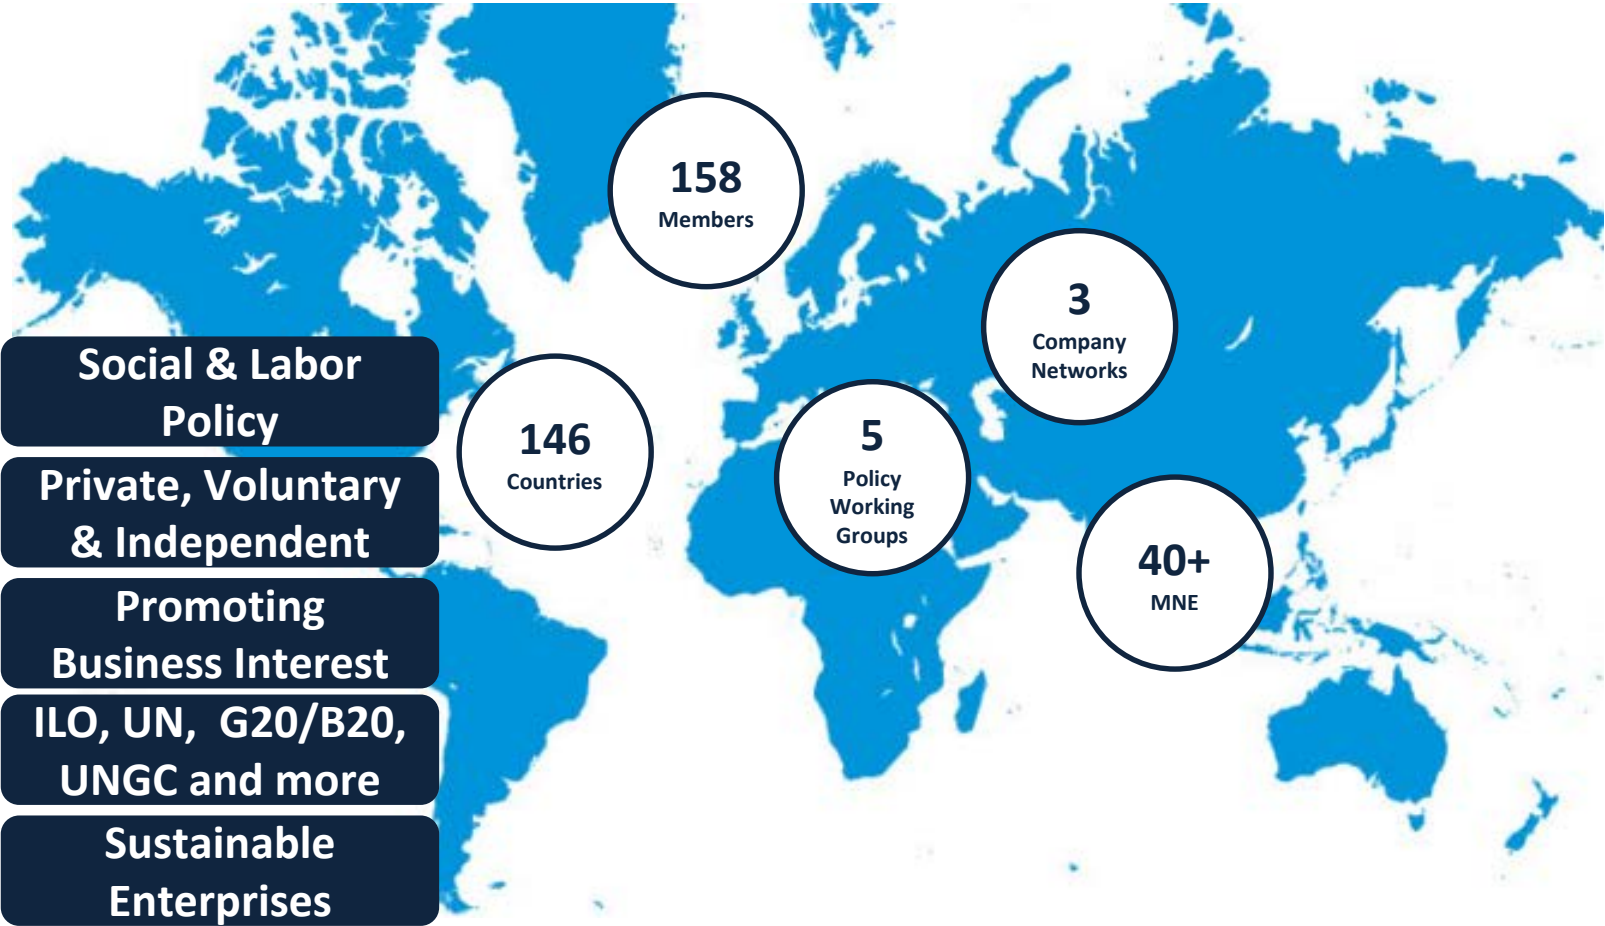 158
Members
3
Company
Networks
146
Countries
5
Policy
Working
Groups
40+
MNE
Social & Labor
Policy
Private, Voluntary
& Independent
Promoting
Business Interest
ILO, UN,  G20/B20,
UNGC and more
Sustainable
Enterprises